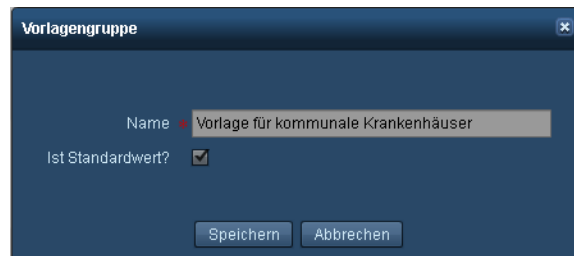 Vorlagengruppe
Name * Vorlage für kommunale Krankenhäuser
Ist Standardwert?
Speichern Abbrechen